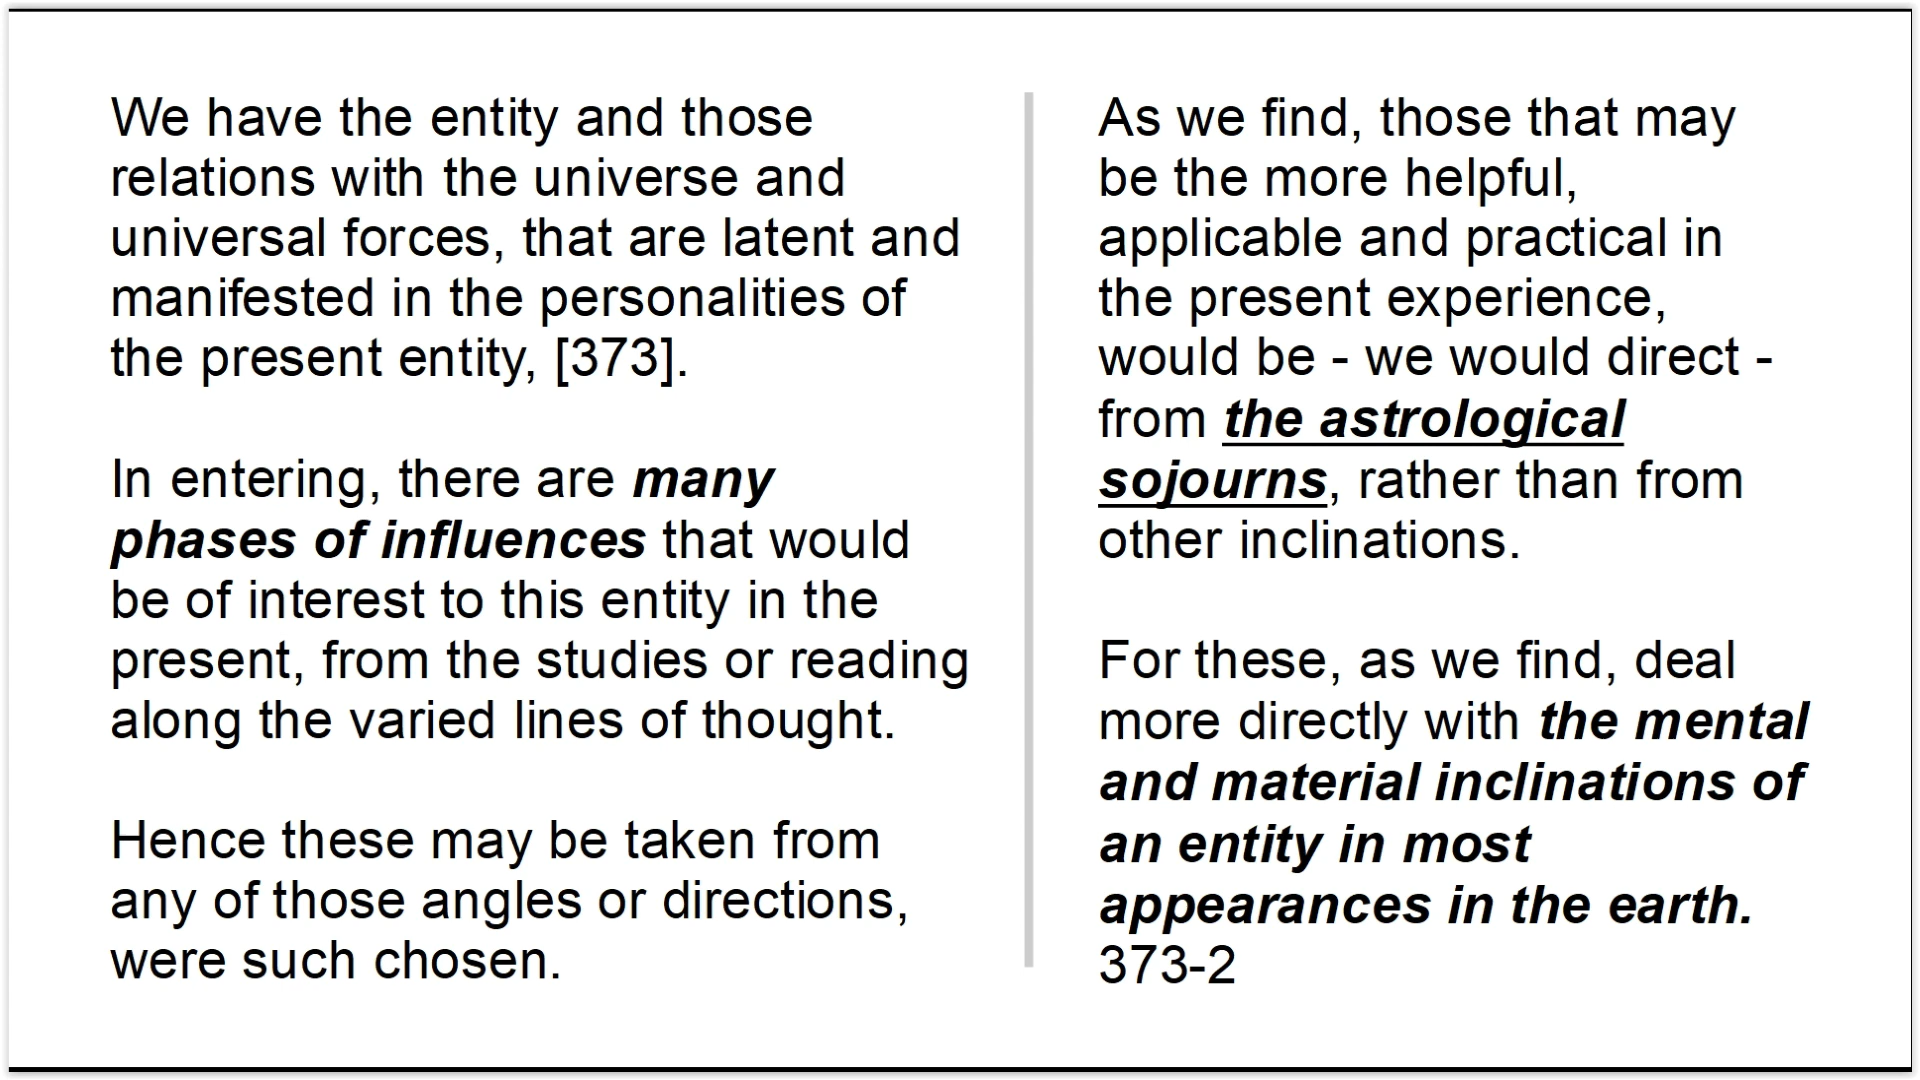 We have the entity and those
relations with the universe and
universal forces, that are latent and
manifested in the personalities of
the present entity, [373].
In entering, there are many
phases of influences that would
be of interest to this entity in the
present, from the studies or reading
along the varied lines of thought.
Hence these may be taken from
any of those angles or directions,
were such chosen.
As we find, those that may
be the more helpful,
applicable and practical in
the present experience,
would be - we would direct -
from the astrological
sojourns, rather than from
other inclinations.
For these, as we find, deal
more directly with the mental
and material inclinations of
an entity in most
appearances in the earth.
373-2